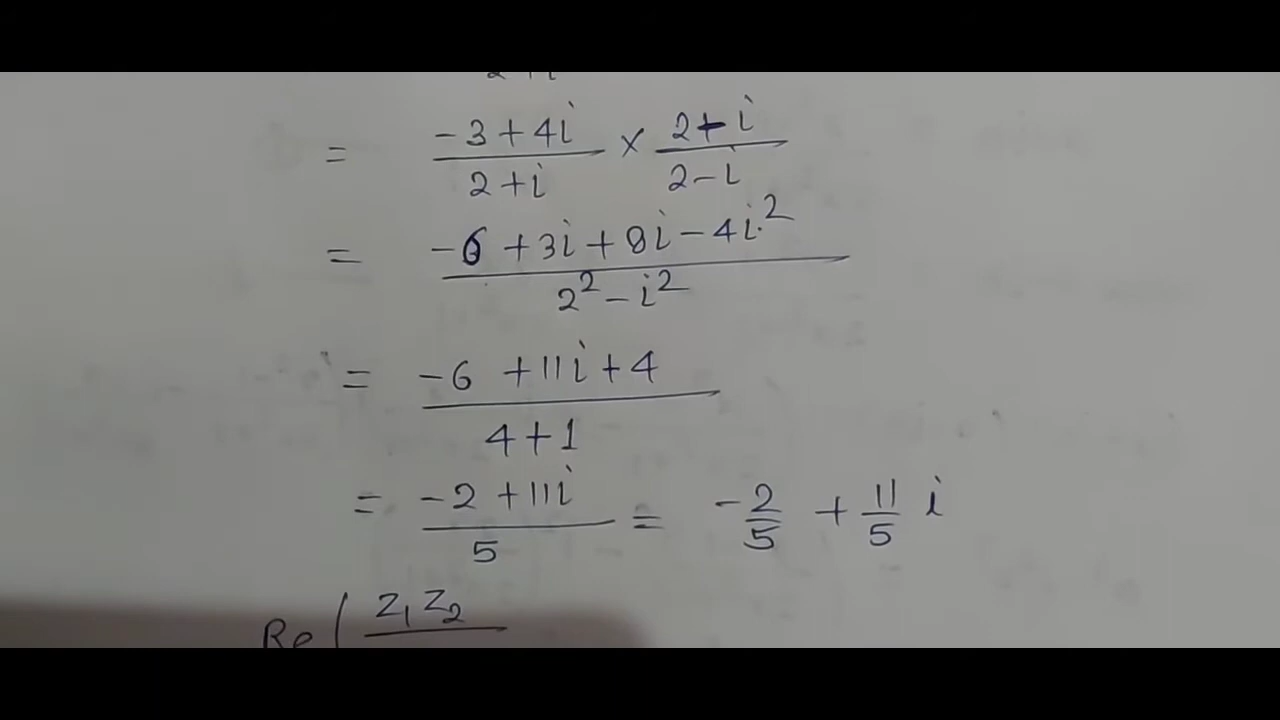 2+i
= -3+4i/2+i × 2-i/2-i
= -6+3i+8i-4i²/2²-i²
= -6+11i+4/4+1
= -2+11i/5 = -2/5 + 11/5 i
Re(Z₁Z₂